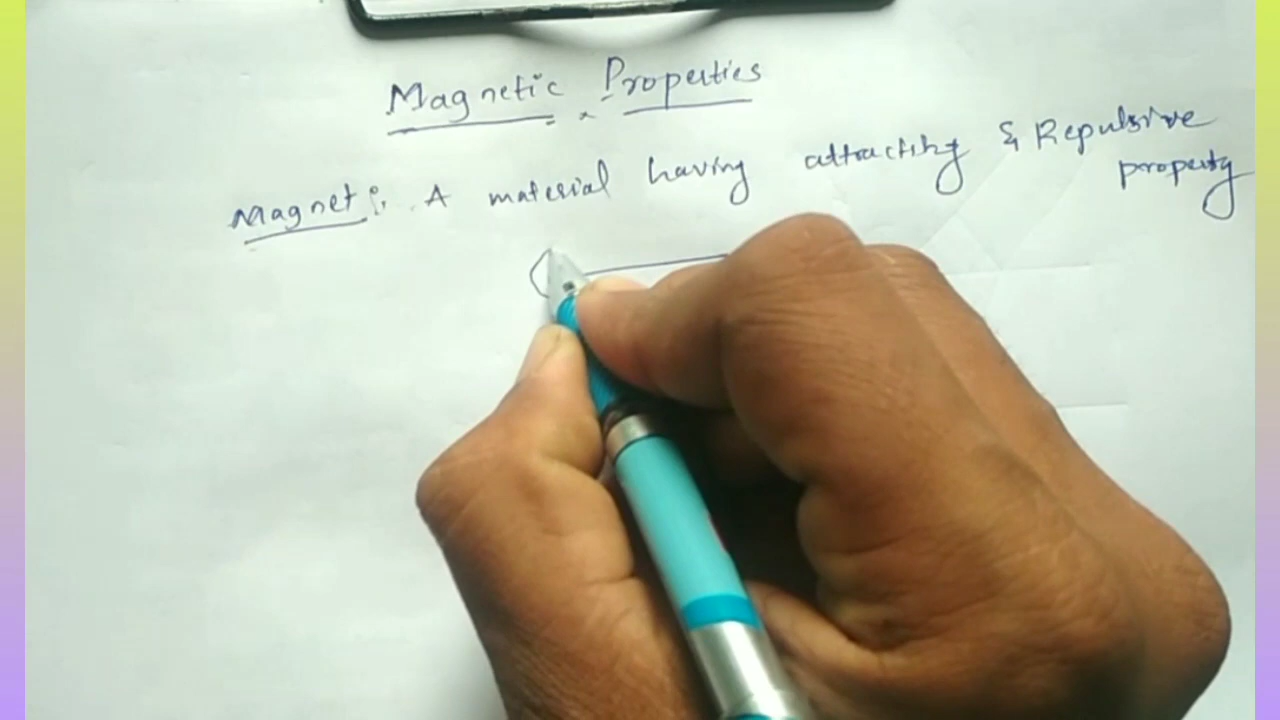 Magnetic Properties
Magnet: A material having attracting & Repulsive
property